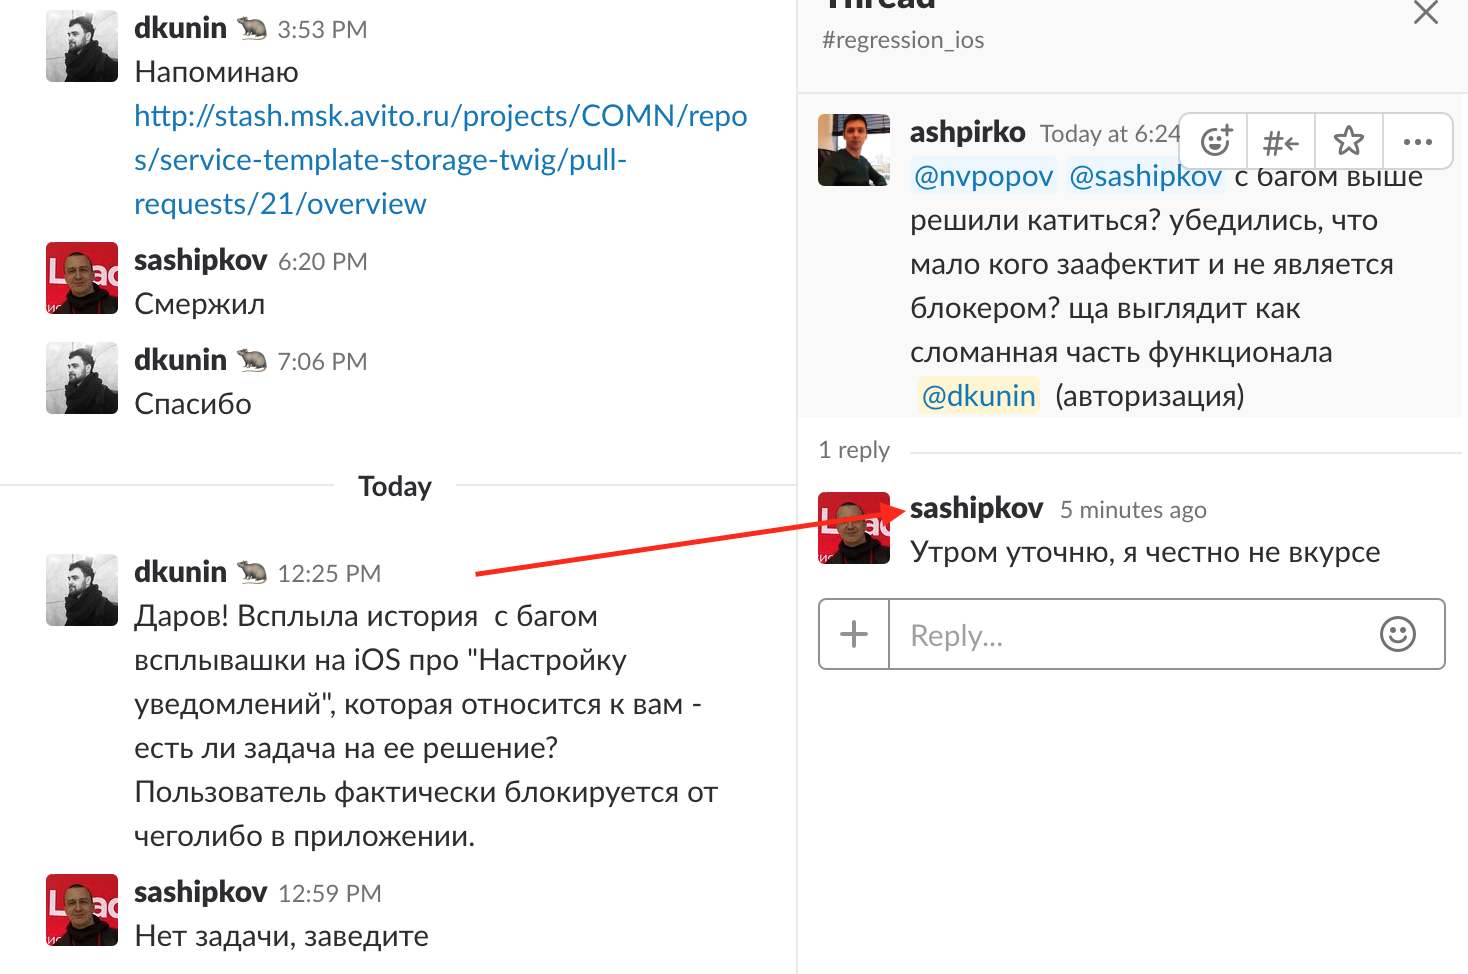 dkunin 3:53 PM
Напоминаю
http://stash.msk.avito.ru/projects/COMN/repo
s/service-template-storage-twig/pull-
requests/21/overview
sashipkov 6:20 PM
Смержил
dkunin 7:06 PM
Спасибо
Today
dkunin 12:25 PM
Даров! Всплыла история с багом
всплывашки на iOS про "Настройку
уведомлений", которая относится к вам -
есть ли задача на ее решение?
Пользователь фактически блокируется от
чеголибо в приложении.
sashipkov 12:59 PM
Нет задачи, заведите
Thread
#regression_ios
ashpirko Today at 6:24
@nvpopov @sashipkov с багом выше
решили катиться? убедились, что
мало кого заафектит и не является
блокером? ща выглядит как
сломанная часть функционала
@dkunin (авторизация)
1 reply
sashipkov 5 minutes ago
Утром уточню, я честно не вкурсе
Reply...